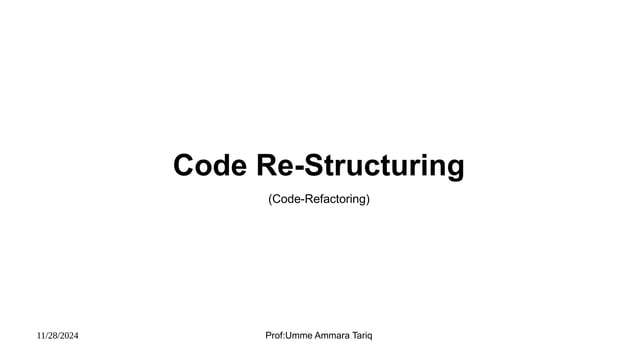 Code Re-Structuring
(Code-Refactoring)
11/28/2024
Prof:Umme Ammara Tariq